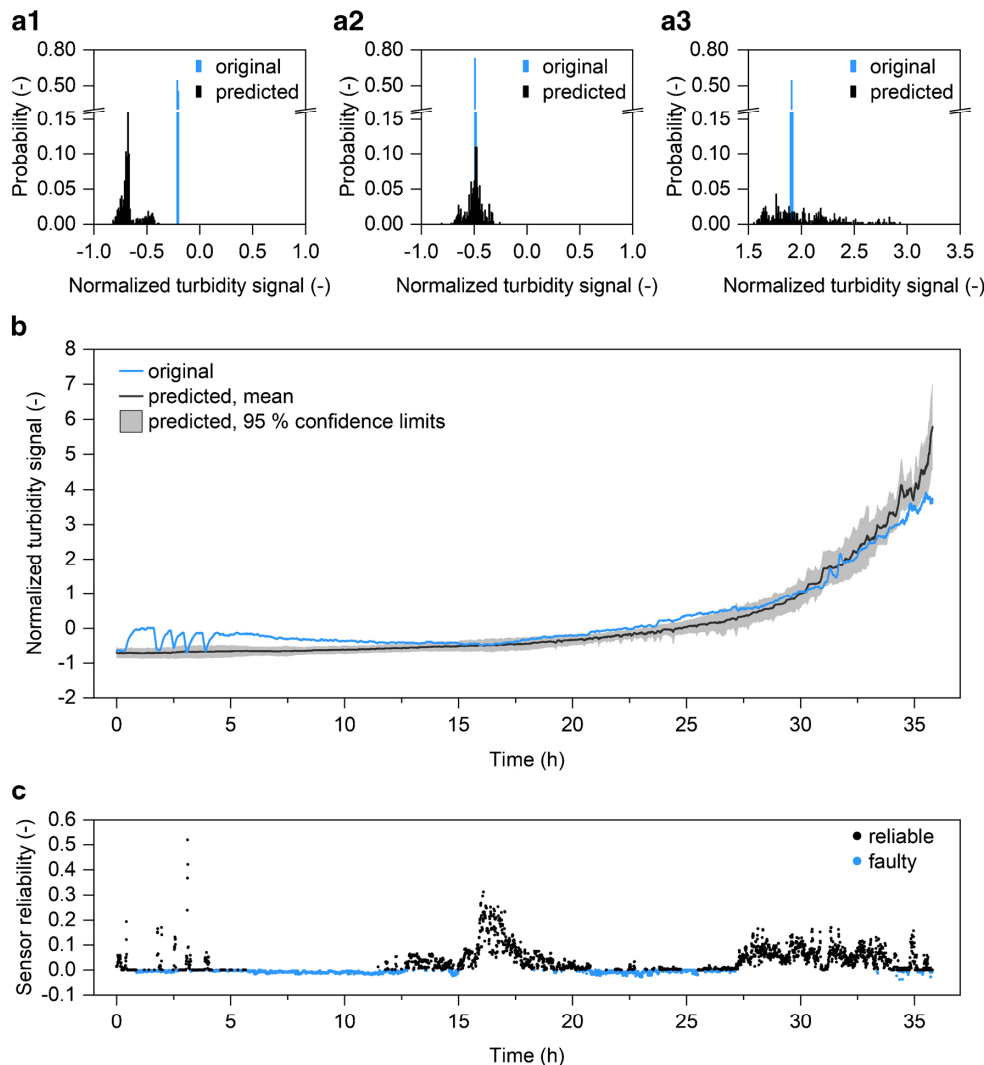 a1
a2
a3
0.80
0.50
0.15
0.10
0.05
0.00
Probability (-)
original
predicted
-1.0
-0.5
0.0
0.5
1.0
Normalized turbidity signal (-)
0.80
0.50
0.15
0.10
0.05
0.00
Probability (-)
original
predicted
-1.0
-0.5
0.0
0.5
1.0
Normalized turbidity signal (-)
0.80
0.50
0.15
0.10
0.05
0.00
Probability (-)
original
predicted
1.5
2.0
2.5
3.0
3.5
Normalized turbidity signal (-)
b
8
7
6
5
4
3
2
1
0
-1
-2
Normalized turbidity signal (-)
original
predicted, mean
predicted, 95 % confidence limits
0
5
10
15
20
25
30
35
Time (h)
c
0.6
0.5
0.4
0.3
0.2
0.1
0.0
-0.1
Sensor reliability (-)
reliable
faulty
0
5
10
15
20
25
30
35
Time (h)